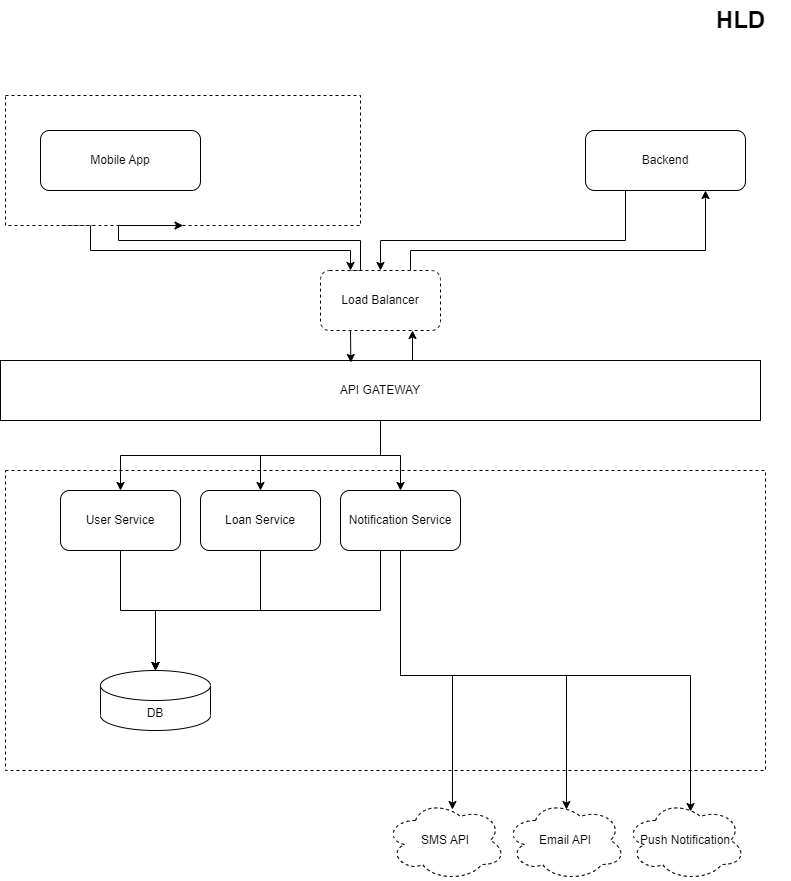 HLD
Mobile App
Backend
Load Balancer
API GATEWAY
User Service
Loan Service
Notification Service
DB
SMS API
Email API
Push Notification